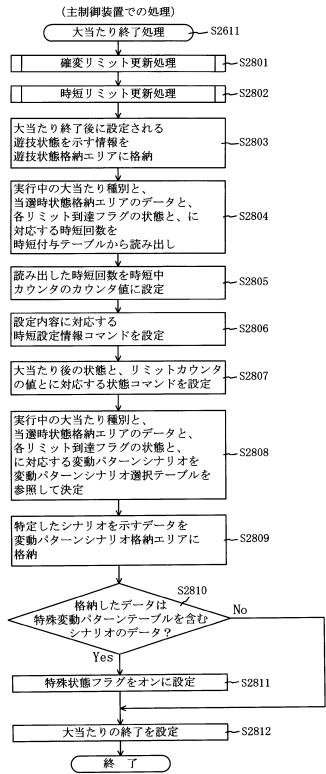 （主制御装置での処理）
大当たり終了処理
S2611
確変リミット更新処理
S2801
時短リミット更新処理
S2802
大当たり終了後に設定される
遊技状態を示す情報を
遊技状態格納エリアに格納
S2803
実行中の大当たり種別と、
当選時状態格納エリアのデータと、
各リミット到達フラグの状態と、に
対応する時短回数を
時短付与テーブルから読み出し
S2804
読み出した時短回数を時短中
カウンタのカウンタ値に設定
S2805
設定内容に対応する
時短設定情報コマンドを設定
S2806
大当たり後の状態と、リミットカウンタ
の値とに対応する状態コマンドを設定
S2807
実行中の大当たり種別と、
当選時状態格納エリアのデータと、
各リミット到達フラグの状態と、
に対応する変動パターンシナリオを
変動パターンシナリオ選択テーブルを
参照して決定
S2808
特定したシナリオを示すデータを
変動パターンシナリオ格納エリアに
格納
S2809
S2810
格納したデータは
特殊変動パターンテーブルを含む
シナリオのデータ？
No
Yes
特殊状態フラグをオンに設定
S2811
大当たりの終了を設定
S2812
終 了